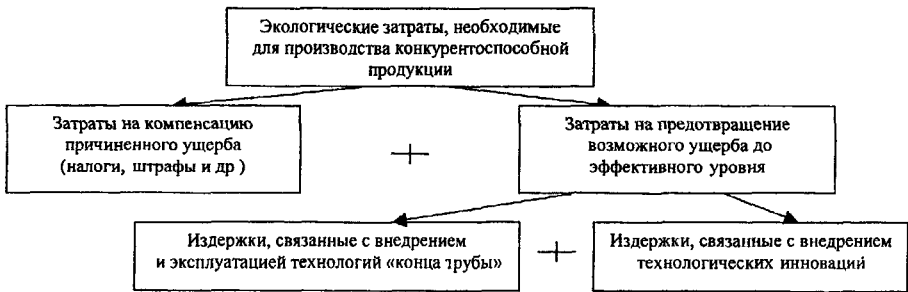 Экологические затраты, необходимые
для производства конкурентоспособной
продукции
Затраты на компенсацию
причиненного ущерба
(налоги, штрафы и др )
+
Затраты на предотвращение
возможного ущерба до
эффективного уровня
Издержки, связанные с внедрением
и эксплуатацией технологий «конца трубы»
+
Издержки, связанные с внедрением
технологических инноваций